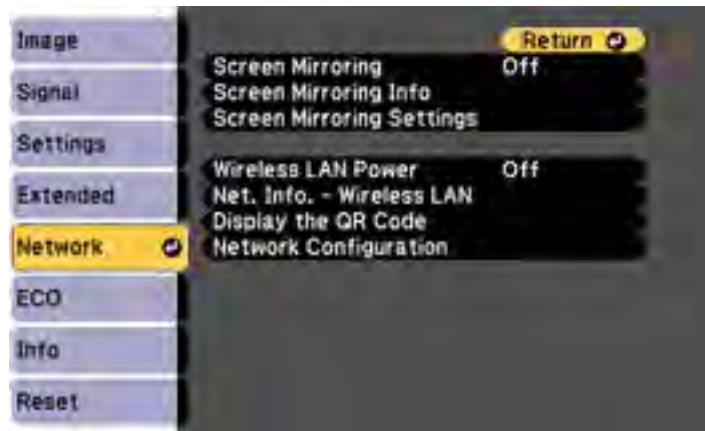 Image
Signal
Settings
Extended
Network
ECO
Info
Reset
Return
Screen Mirroring Off
Screen Mirroring Info
Screen Mirroring Settings
Wireless LAN Power Off
Net. Info. - Wireless LAN
Display the QR Code
Network Configuration